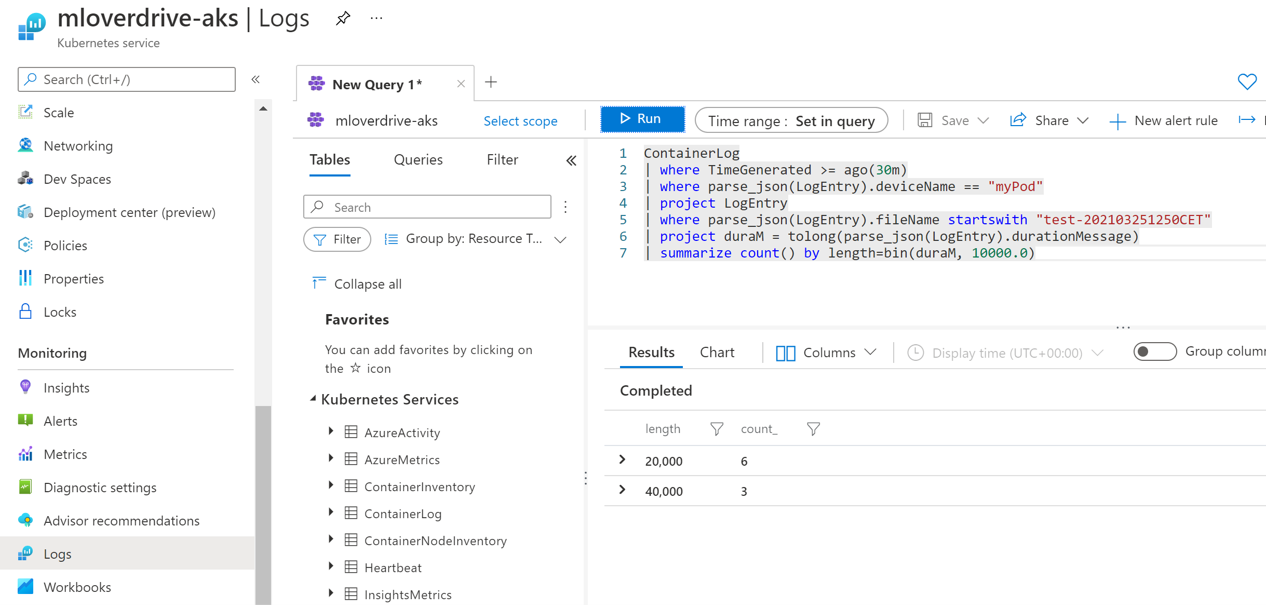 mloverdrive-aks | Logs
Kubernetes service
Search (Ctrl+/)
Scale
Networking
Dev Spaces
Deployment center (preview)
Policies
Properties
Locks
Monitoring
Insights
Alerts
Metrics
Diagnostic settings
Advisor recommendations
Logs
Workbooks
New Query 1*
mloverdrive-aks
Select scope
Run
Time range : Set in query
Save
Share
New alert rule
Tables
Queries
Filter
Search
Filter
Group by: Resource T...
Collapse all
Favorites
You can add favorites by clicking on
the ☆ icon
Kubernetes Services
AzureActivity
AzureMetrics
ContainerInventory
ContainerLog
ContainerNodeInventory
Heartbeat
InsightsMetrics
1 ContainerLog
2 | where TimeGenerated >= ago(30m)
3 | where parse_json(LogEntry).deviceName == "myPod"
4 | project LogEntry
5 | where parse_json(LogEntry).fileName startswith "test-202103251250CET"
6 | project duraM = tolong(parse_json(LogEntry).durationMessage)
7 | summarize count() by length=bin(duraM, 10000.0)
Results
Chart
Columns
Display time (UTC+00:00)
Group colum
Completed
length count_
20,000 6
40,000 3